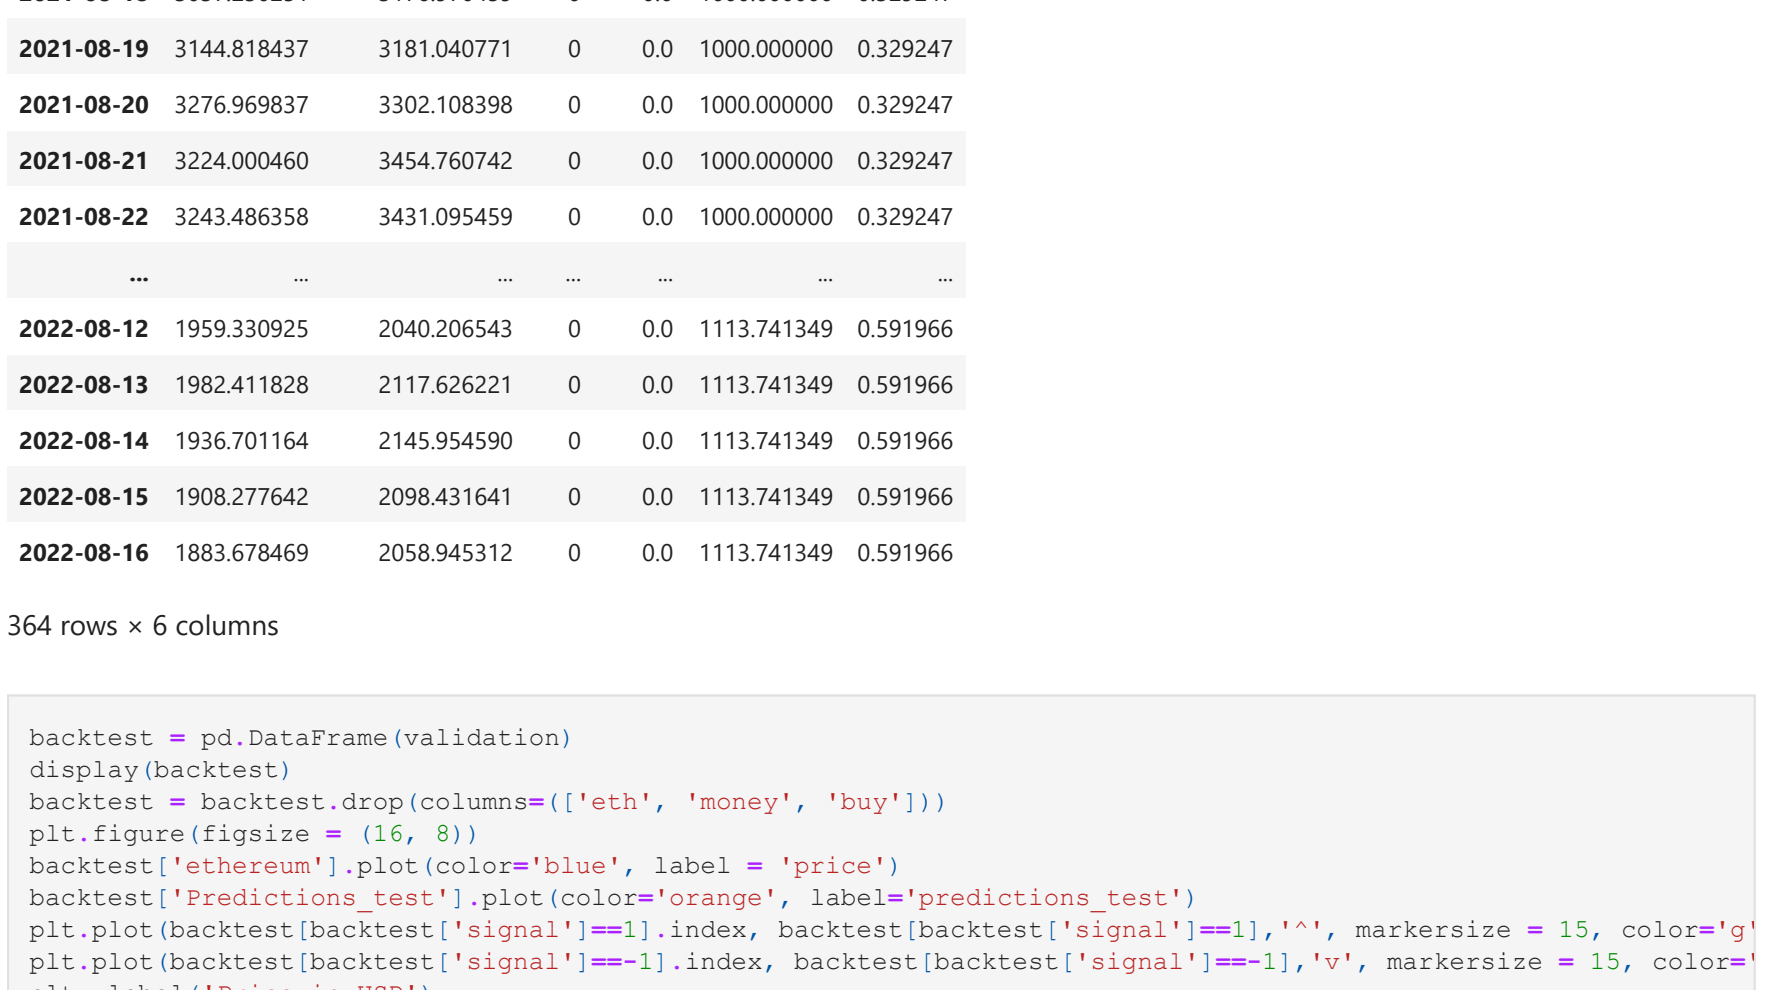 2021-08-19 3144.818437 3181.040771 0 0.0 1000.000000 0.329247
2021-08-20 3276.969837 3302.108398 0 0.0 1000.000000 0.329247
2021-08-21 3224.000460 3454.760742 0 0.0 1000.000000 0.329247
2021-08-22 3243.486358 3431.095459 0 0.0 1000.000000 0.329247
... ... ... ... ... ... ...
2022-08-12 1959.330925 2040.206543 0 0.0 1113.741349 0.591966
2022-08-13 1982.411828 2117.626221 0 0.0 1113.741349 0.591966
2022-08-14 1936.701164 2145.954590 0 0.0 1113.741349 0.591966
2022-08-15 1908.277642 2098.431641 0 0.0 1113.741349 0.591966
2022-08-16 1883.678469 2058.945312 0 0.0 1113.741349 0.591966
364 rows × 6 columns
backtest = pd.DataFrame(validation)
display(backtest)
backtest = backtest.drop(columns=(['eth', 'money', 'buy']))
plt.figure(figsize = (16, 8))
backtest['ethereum'].plot(color='blue', label = 'price')
backtest['Predictions_test'].plot(color='orange', label='predictions_test')
plt.plot(backtest[backtest['signal']==1].index, backtest[backtest['signal']==1],'^', markersize = 15, color='g'
plt.plot(backtest[backtest['signal']==-1].index, backtest[backtest['signal']==-1],'v', markersize = 15, color='